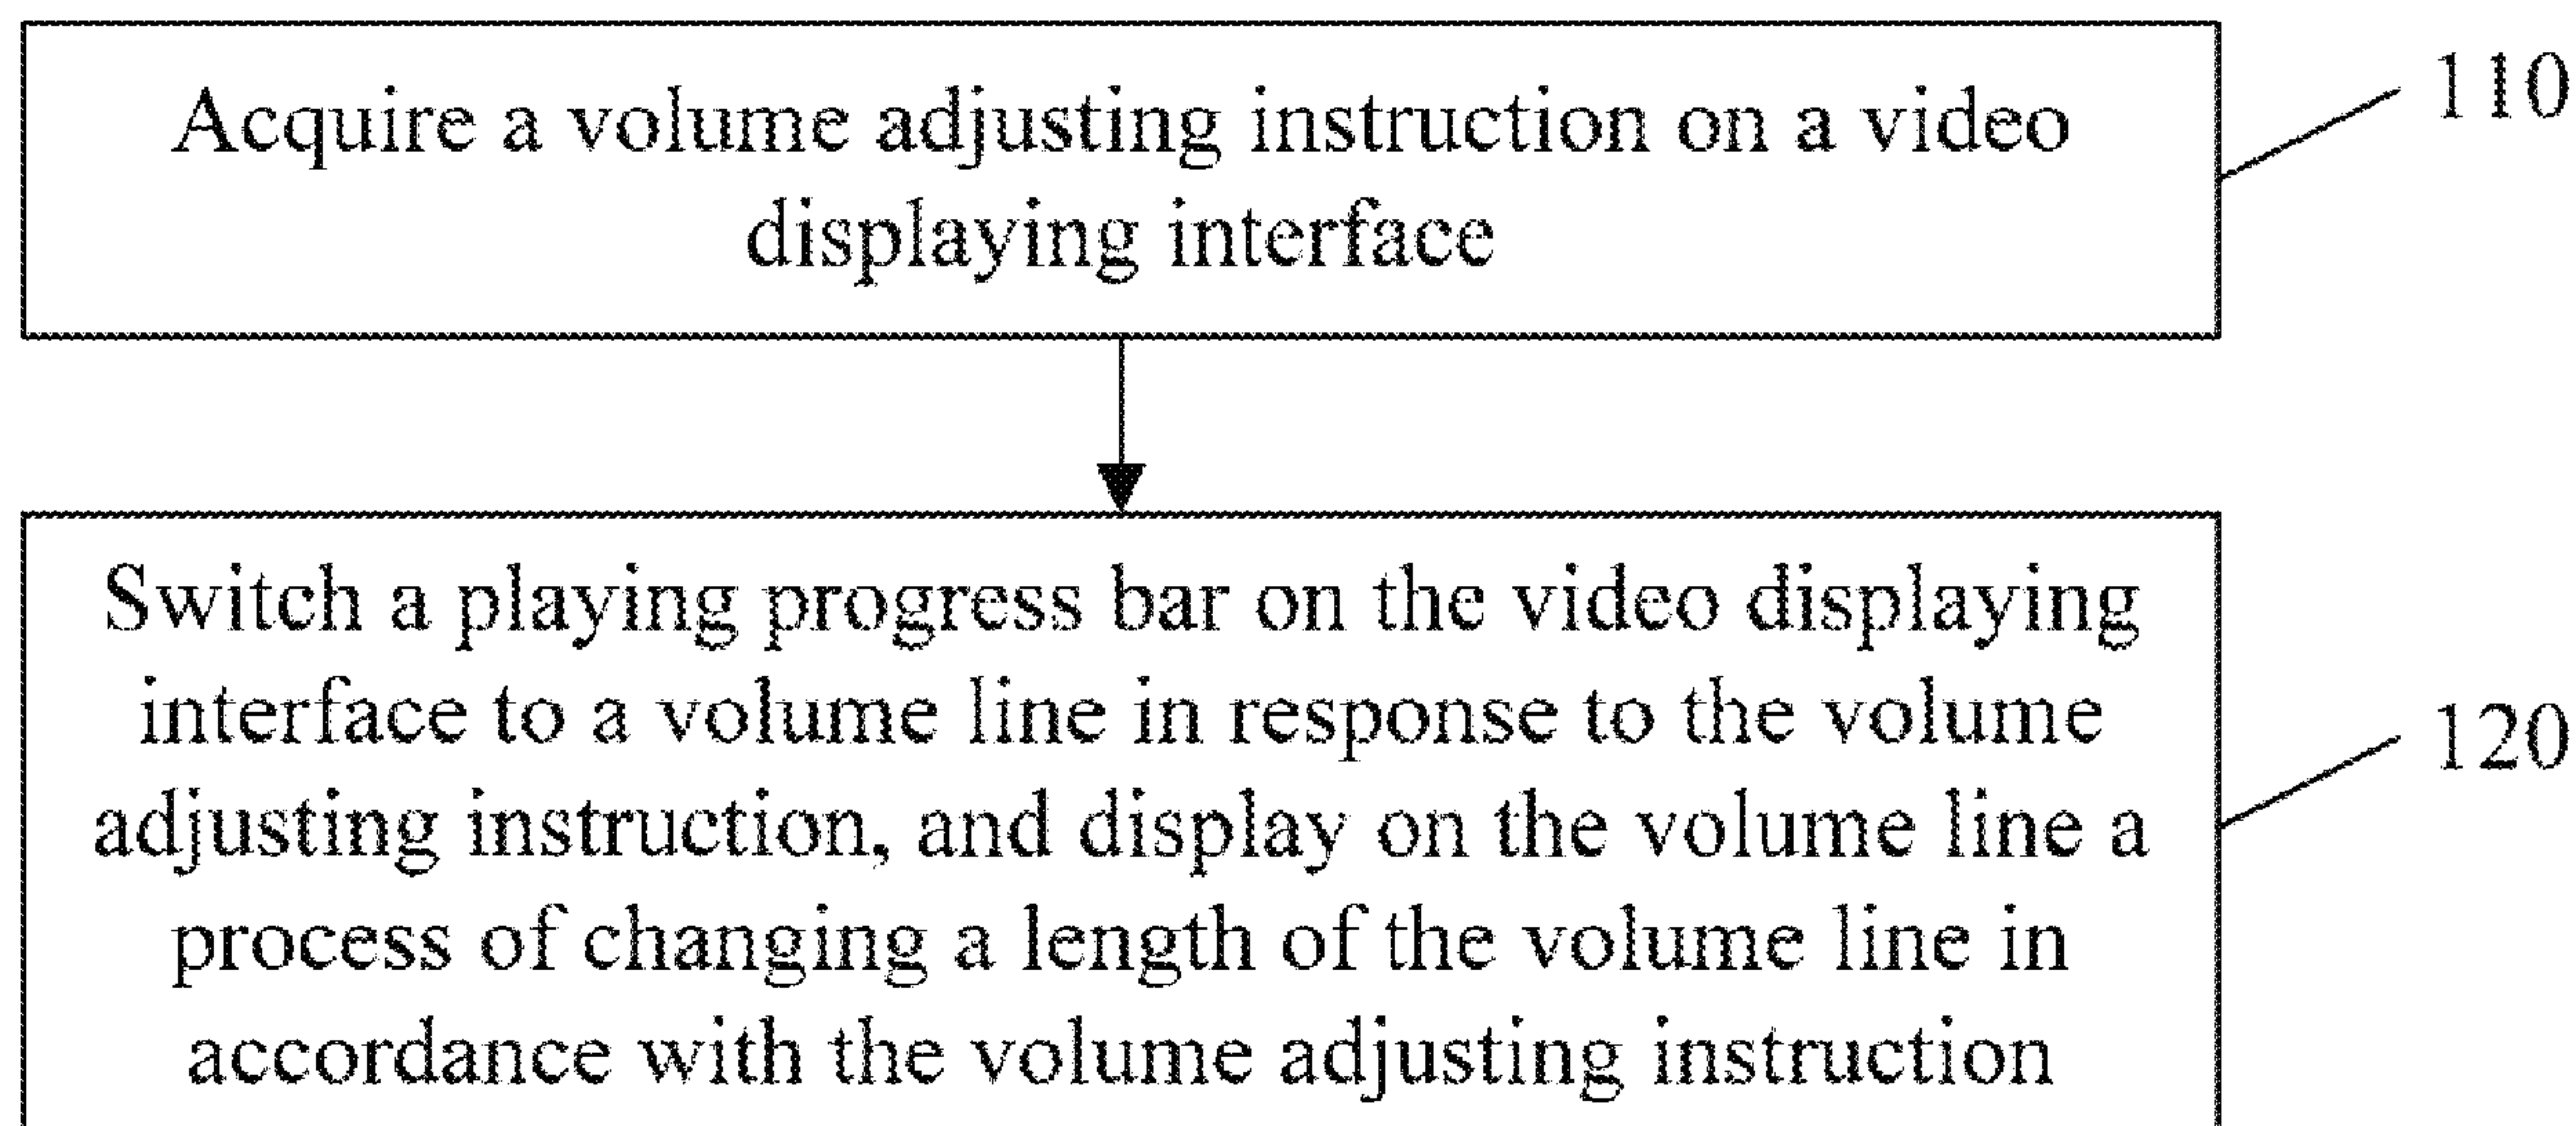 Acquire a volume adjusting instruction on a video
displaying interface
110
Switch a playing progress bar on the video displaying
interface to a volume line in response to the volume
adjusting instruction, and display on the volume line a
process of changing a length of the volume line in
accordance with the volume adjusting instruction
120